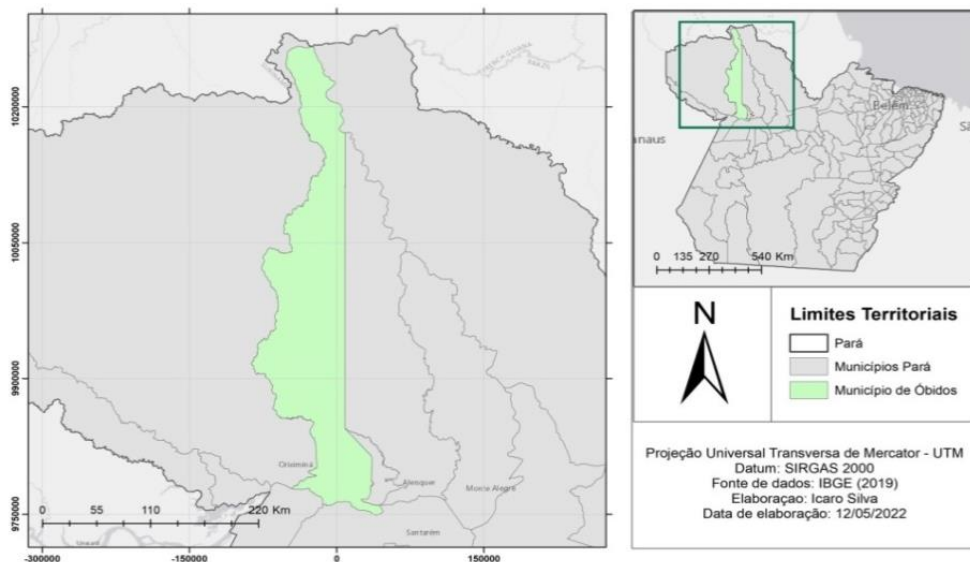 10200000
10050000
9900000
9750000
-300000
-150000
0
150000
Oriximiná
Alenquer
Monte Alegre
Santarém
0 55 110 220 Km
Belém
anaus
Sã
0 135 270 540 Km
N
Limites Territoriais
Pará
Municípios Pará
Município de Óbidos
Projeção Universal Transversa de Mercator - UTM
Datum: SIRGAS 2000
Fonte de dados: IBGE (2019)
Elaboraçao: Icaro Silva
Data de elaboração: 12/05/2022